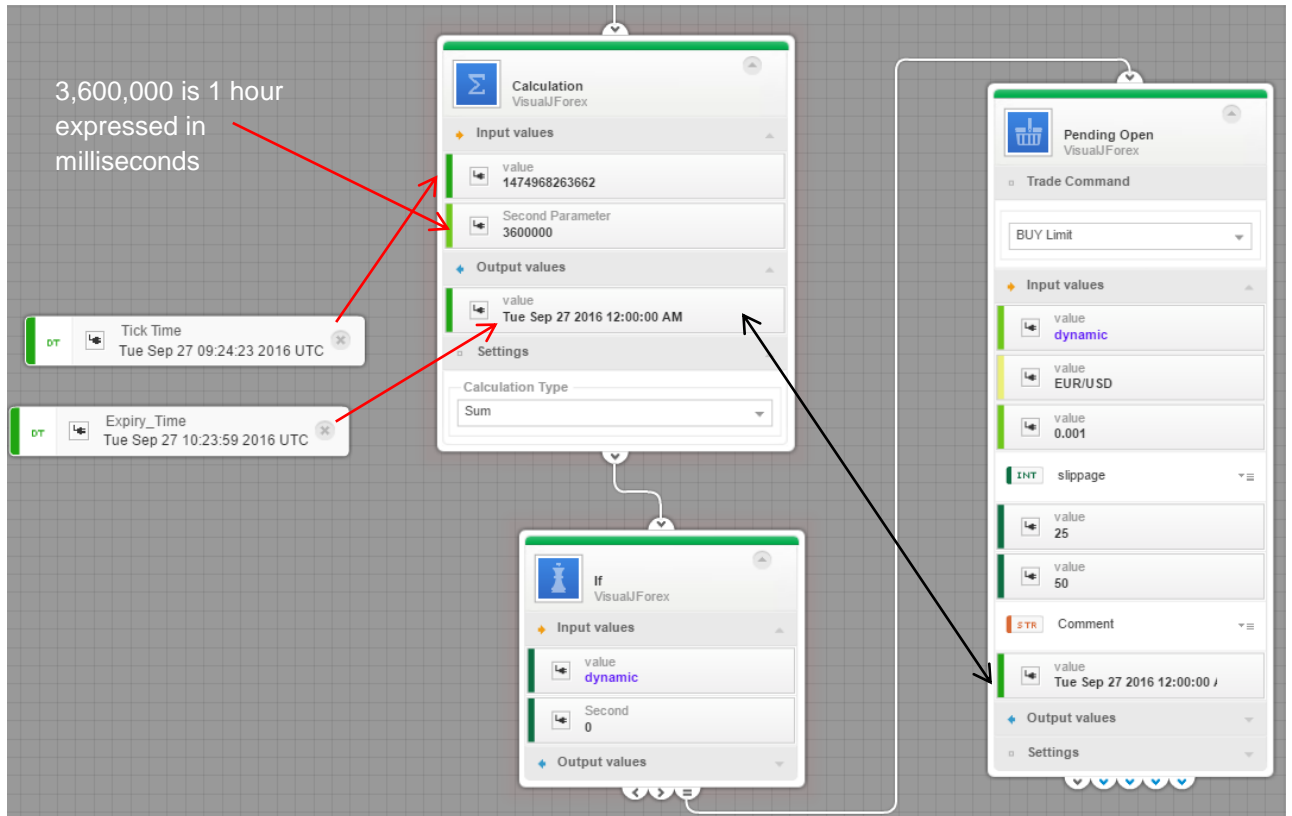 3,600,000 is 1 hour
expressed in
milliseconds
DT
Tick Time
Tue Sep 27 09:24:23 2016 UTC
DT
Expiry_Time
Tue Sep 27 10:23:59 2016 UTC
Σ
Calculation
VisualJForex
Input values
value
1474968263662
Second Parameter
3600000
Output values
value
Tue Sep 27 2016 12:00:00 AM
Settings
Calculation Type
Sum
If
VisualJForex
Input values
value
dynamic
Second
0
Output values
Pending Open
VisualJForex
Trade Command
BUY Limit
Input values
value
dynamic
value
EUR/USD
value
0.001
INT slippage
value
25
value
50
STR Comment
value
Tue Sep 27 2016 12:00:00
Output values
Settings